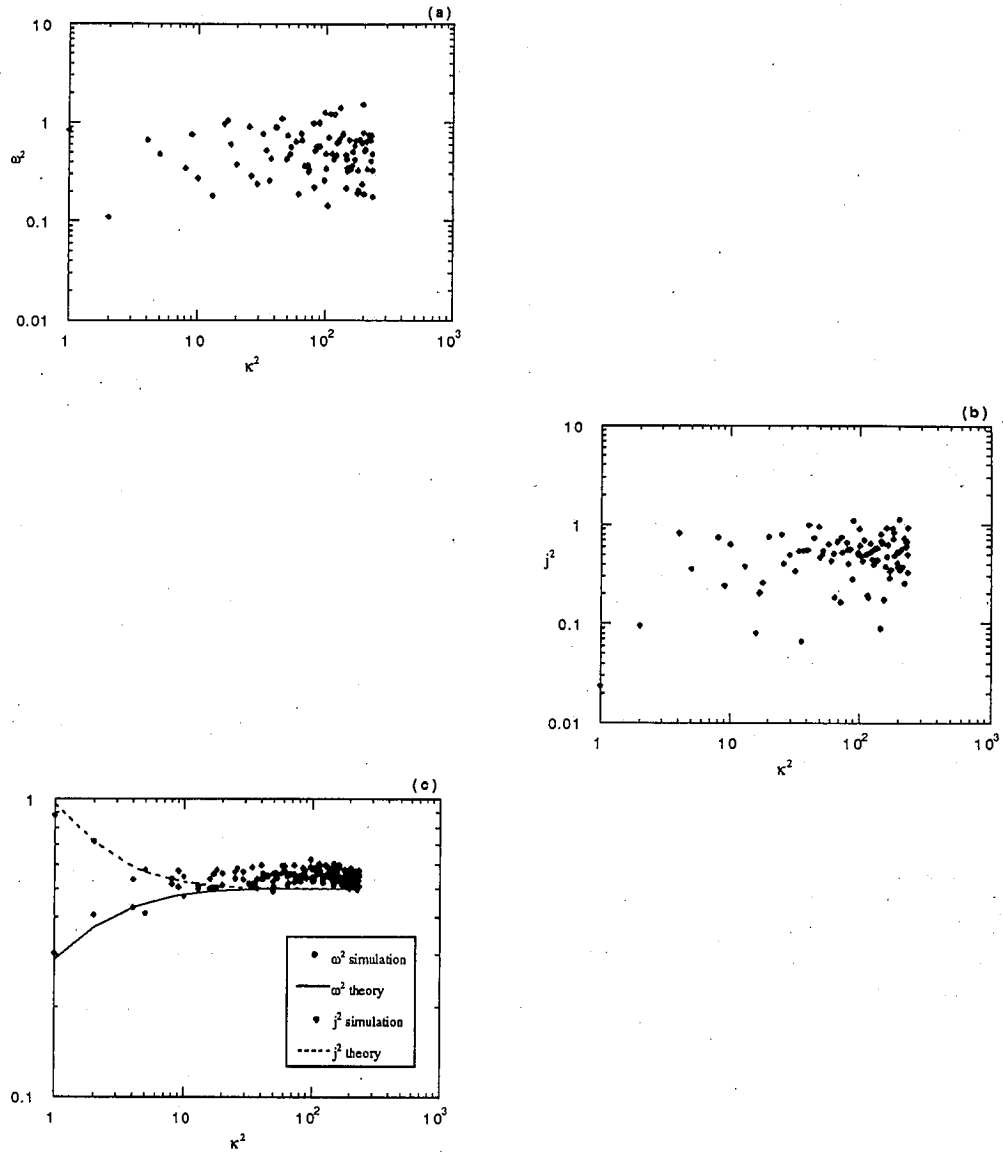 (a)
10
1
ω²
0.1
0.01
1
10
10²
10³
κ²
(b)
10
1
j²
0.1
0.01
1
10
10²
10³
κ²
(c)
1
ω² simulation
ω² theory
j² simulation
j² theory
0.1
1
10
10²
10³
κ²